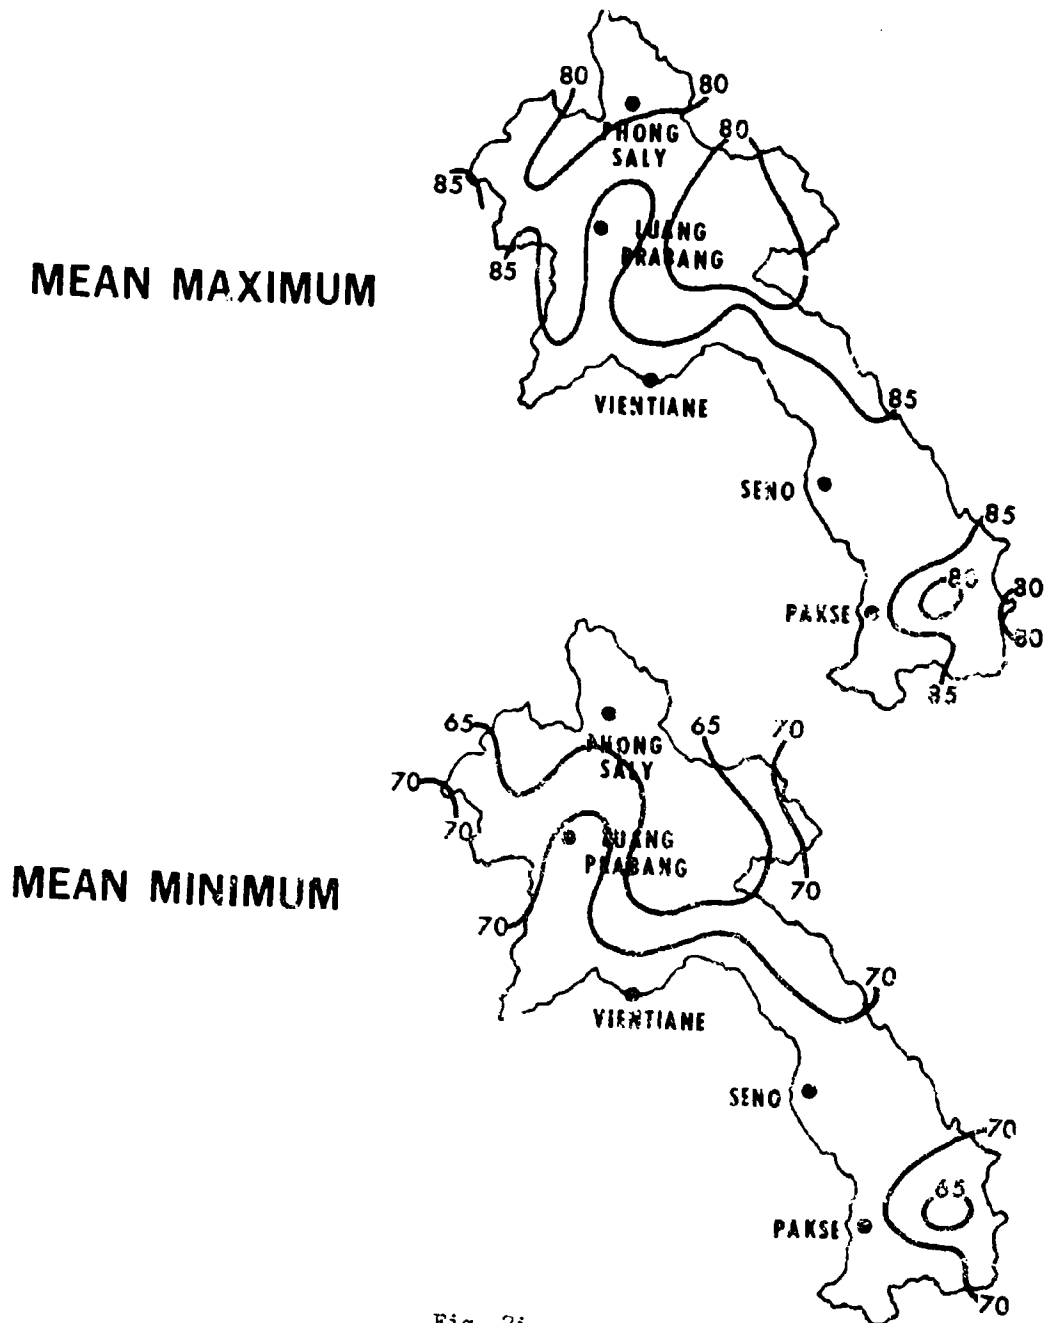 80
80
PHONG
SALY
80
85
LUANG
PRABANG
85
MEAN MAXIMUM
VIENTIANE
85
SENO
85
80
80
PAKSE
80
85
65
PHONG
SALY
65
70
70
70
LUANG
PRABANG
70
MEAN MINIMUM
70
70
VIENTIANE
SENO
70
65
PAKSE
70